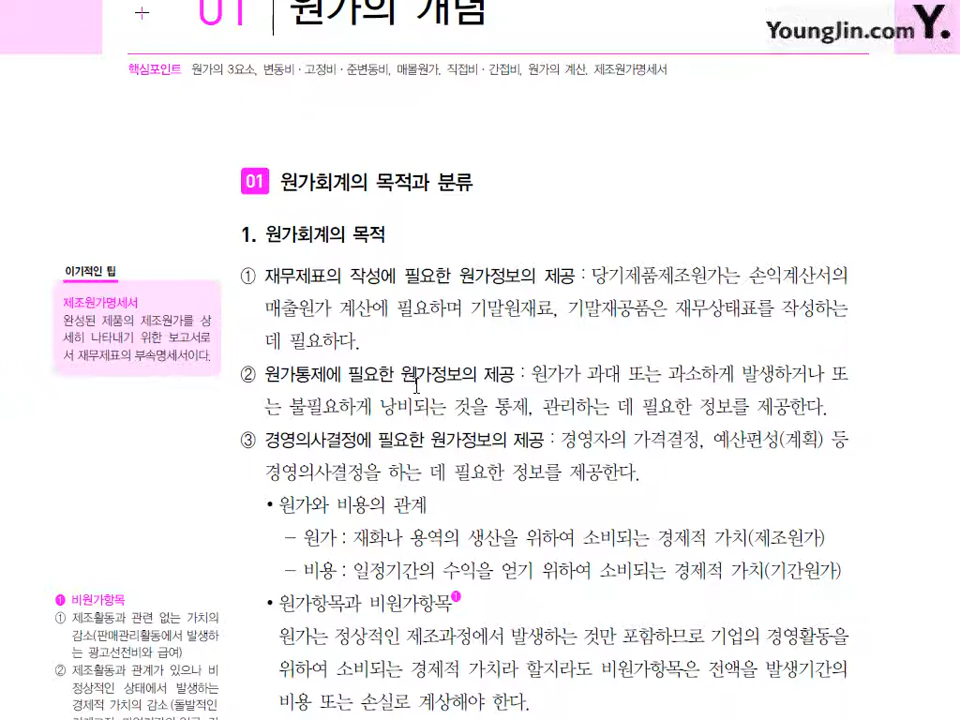 01 원가의 개념
YoungJin.com Y.
핵심포인트 원가의 3요소, 변동비·고정비·준변동비, 매몰원가, 직접비·간접비, 원가의 계산, 제조원가명세서
01 원가회계의 목적과 분류
1. 원가회계의 목적
① 재무제표의 작성에 필요한 원가정보의 제공 : 당기제품제조원가는 손익계산서의
매출원가 계산에 필요하며 기말원재료, 기말재공품은 재무상태표를 작성하는
데 필요하다.
② 원가통제에 필요한 원가정보의 제공 : 원가가 과대 또는 과소하게 발생하거나 또
는 불필요하게 낭비되는 것을 통제, 관리하는 데 필요한 정보를 제공한다.
③ 경영의사결정에 필요한 원가정보의 제공 : 경영자의 가격결정, 예산편성(계획) 등
경영의사결정을 하는 데 필요한 정보를 제공한다.
• 원가와 비용의 관계
– 원가 : 재화나 용역의 생산을 위하여 소비되는 경제적 가치(제조원가)
– 비용 : 일정기간의 수익을 얻기 위하여 소비되는 경제적 가치(기간원가)
• 원가항목과 비원가항목❶
원가는 정상적인 제조과정에서 발생하는 것만 포함하므로 기업의 경영활동을
위하여 소비되는 경제적 가치라 할지라도 비원가항목은 전액을 발생기간의
비용 또는 손실로 계상해야 한다.
이기적인 팁
제조원가명세서
완성된 제품의 제조원가를 상
세히 나타내기 위한 보고서로
서 재무제표의 부속명세서이다.
❶ 비원가항목
① 제조활동과 관련 없는 가치의
감소(판매관리활동에서 발생하
는 광고선전비와 급여)
② 제조활동과 관계가 있으나 비
정상적인 상태에서 발생하는
경제적 가치의 감소(돌발적인